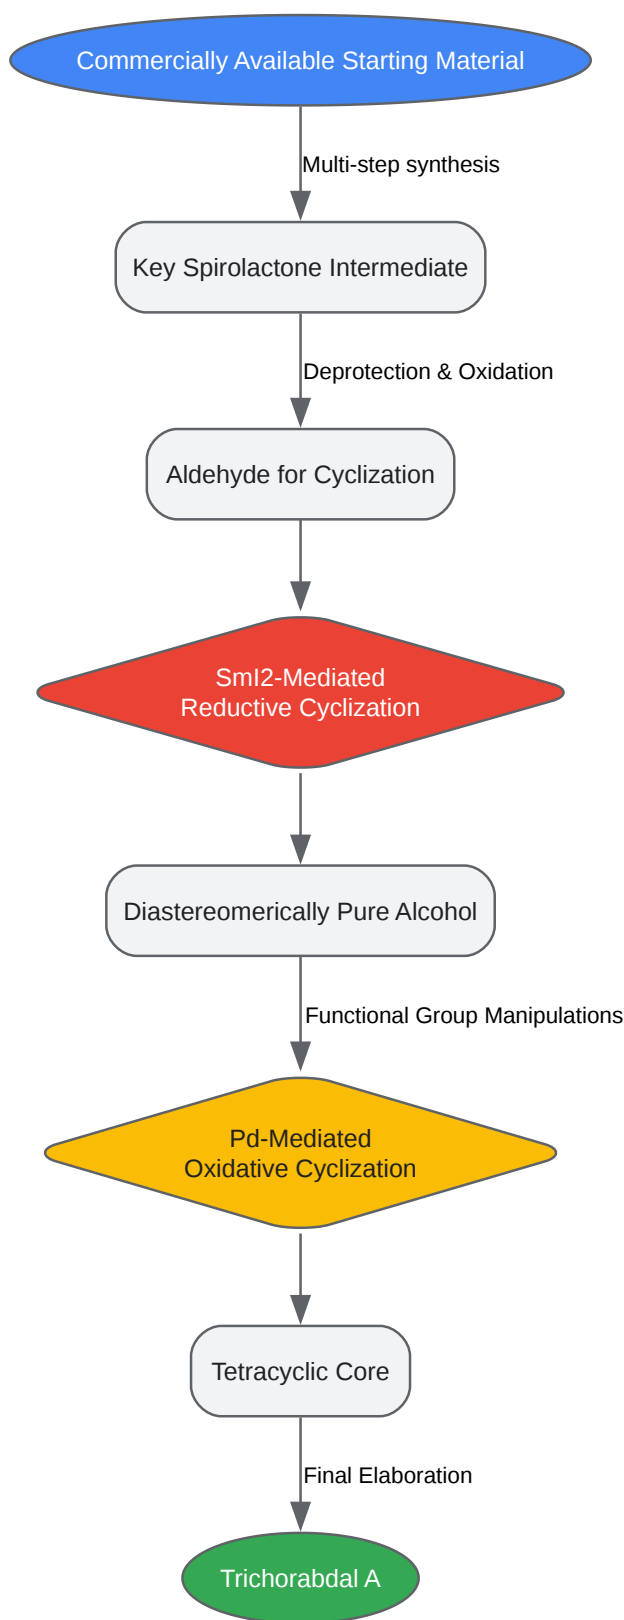 Commercially Available Starting Material
Multi-step synthesis
Key Spirolactone Intermediate
Deprotection & Oxidation
Aldehyde for Cyclization
SmI2-Mediated
Reductive Cyclization
Diastereomerically Pure Alcohol
Functional Group Manipulations
Pd-Mediated
Oxidative Cyclization
Tetracyclic Core
Final Elaboration
Trichorabdal A